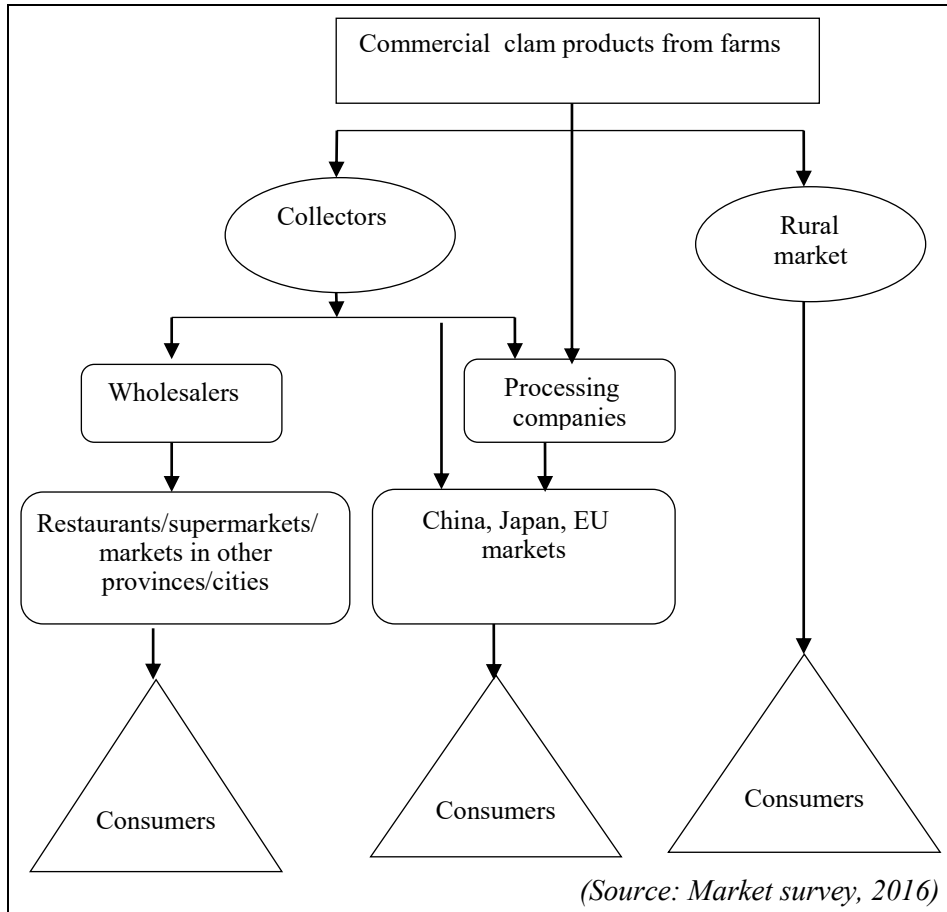 Commercial clam products from farms
Collectors
Rural
market
Wholesalers
Processing
companies
Restaurants/supermarkets/
markets in other
provinces/cities
China, Japan, EU
markets
Consumers
Consumers
Consumers
(Source: Market survey, 2016)